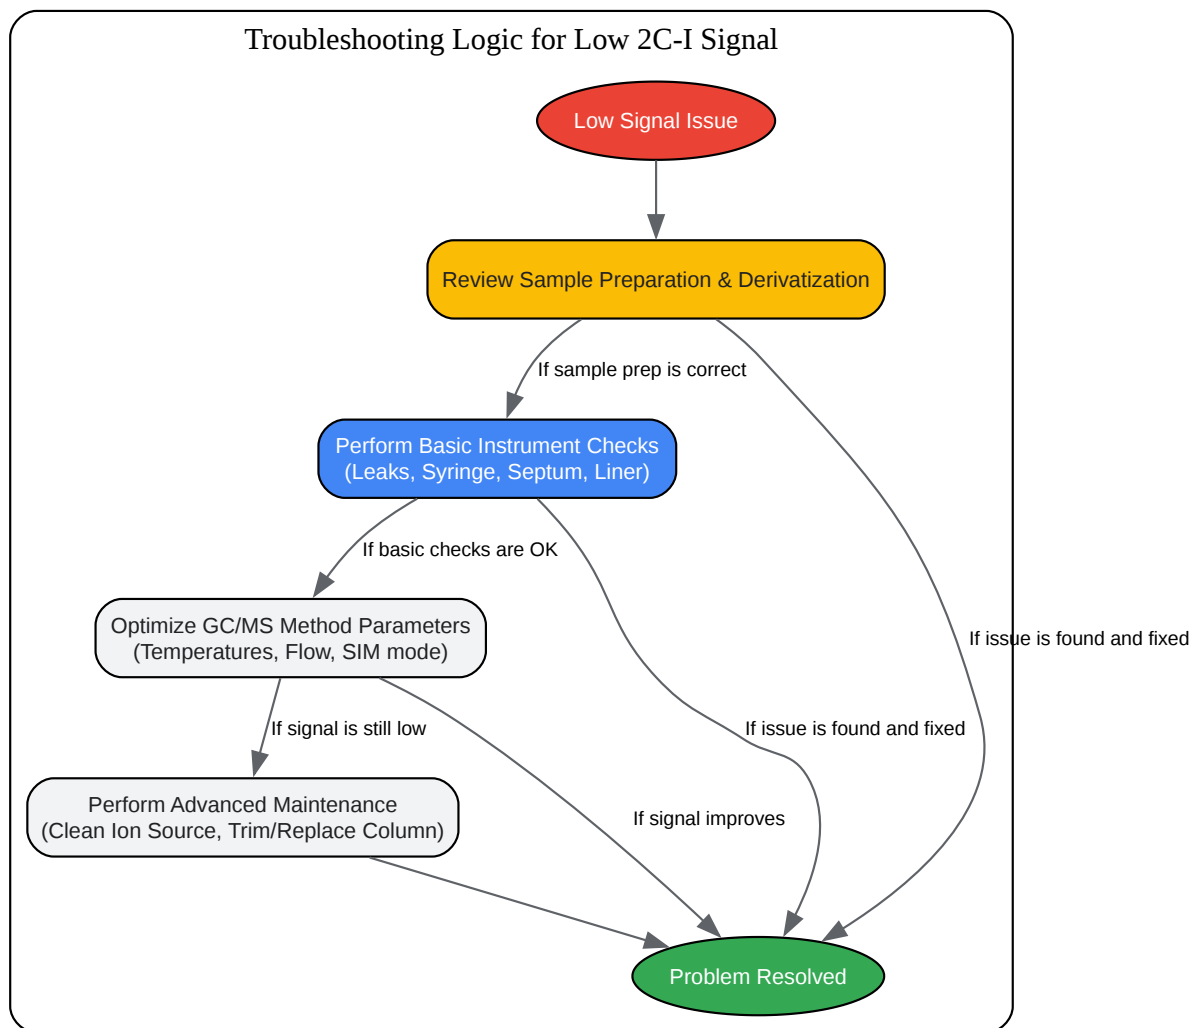 Troubleshooting Logic for Low 2C-I Signal
Low Signal Issue
Review Sample Preparation & Derivatization
If sample prep is correct
Perform Basic Instrument Checks
(Leaks, Syringe, Septum, Liner)
If basic checks are OK
Optimize GC/MS Method Parameters
(Temperatures, Flow, SIM mode)
If issue is found and fixed
If signal is still low
If issue is found and fixed
Perform Advanced Maintenance
(Clean Ion Source, Trim/Replace Column)
If signal improves
Problem Resolved